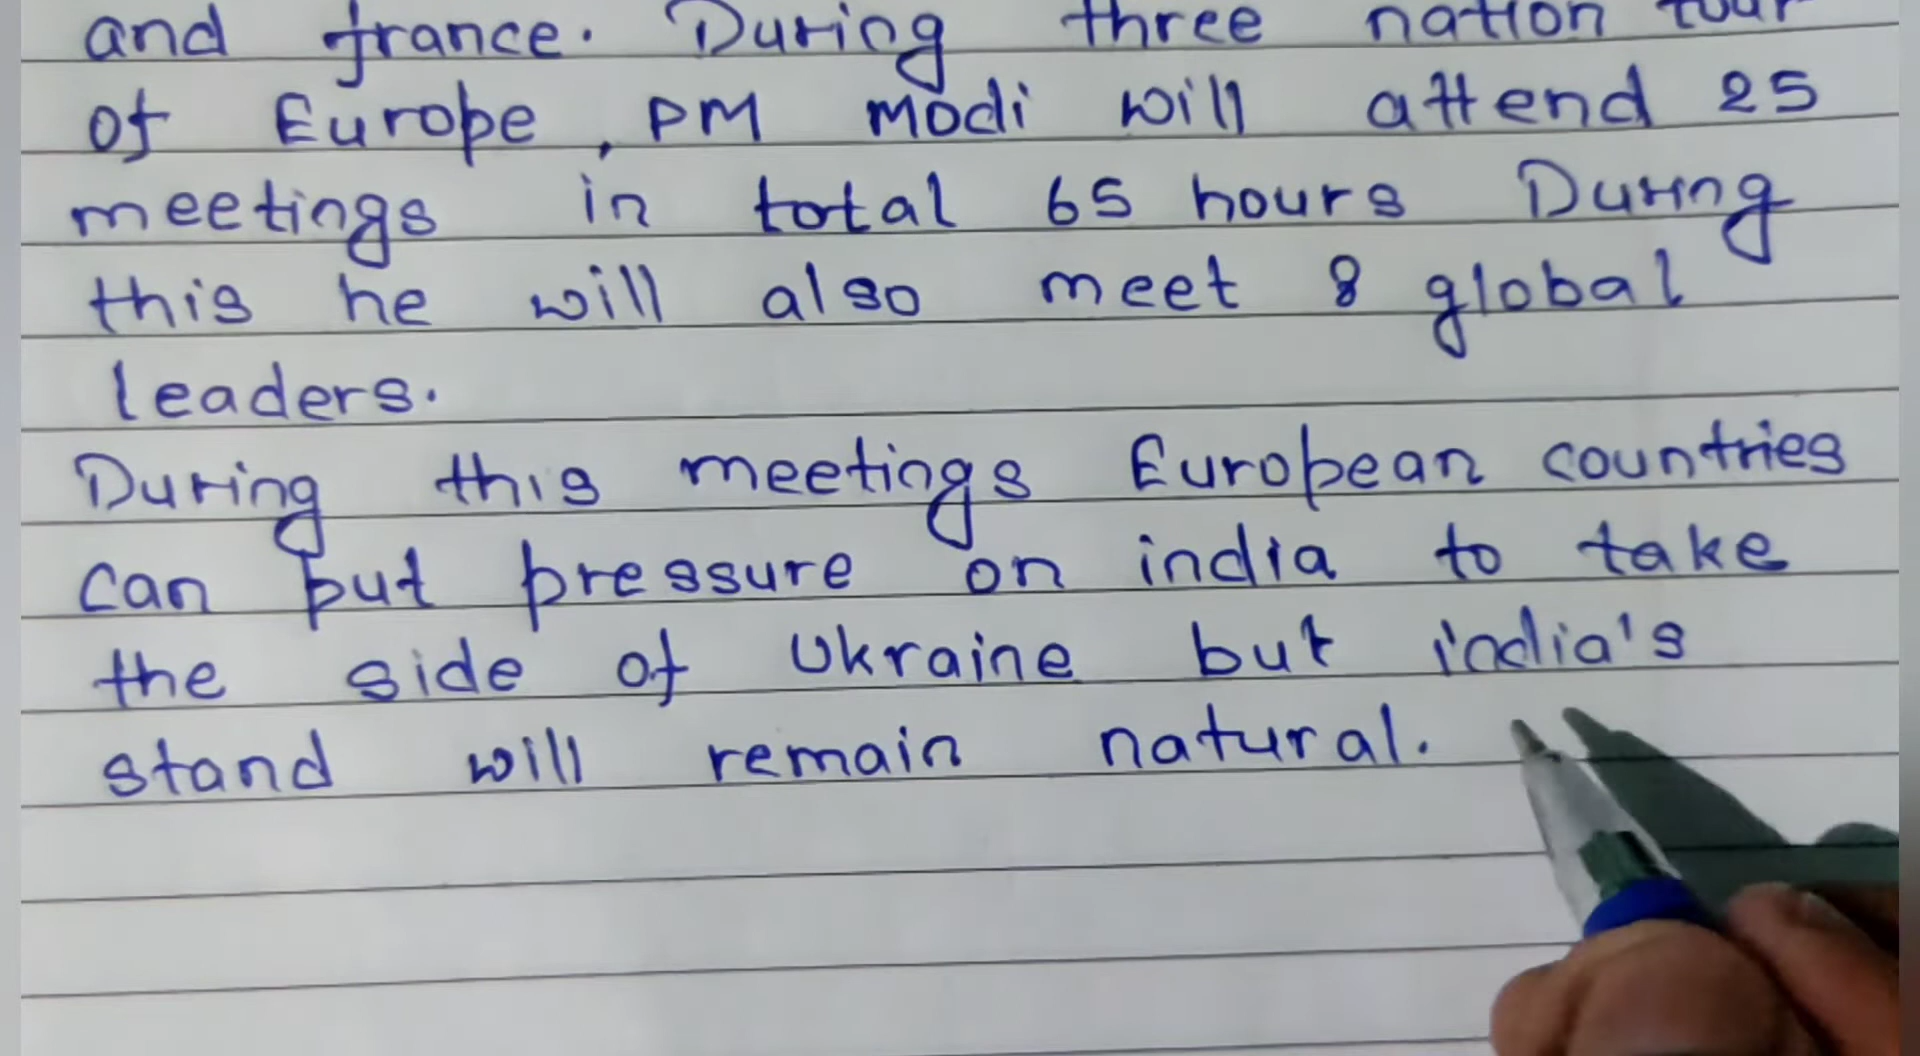 and france. During three nation tour
of Europe, PM Modi will attend 25
meetings in total 65 hours During
this he will also meet 8 global
leaders.
During this meetings European countries
can put pressure on india to take
the side of Ukraine but india's
stand will remain natural.